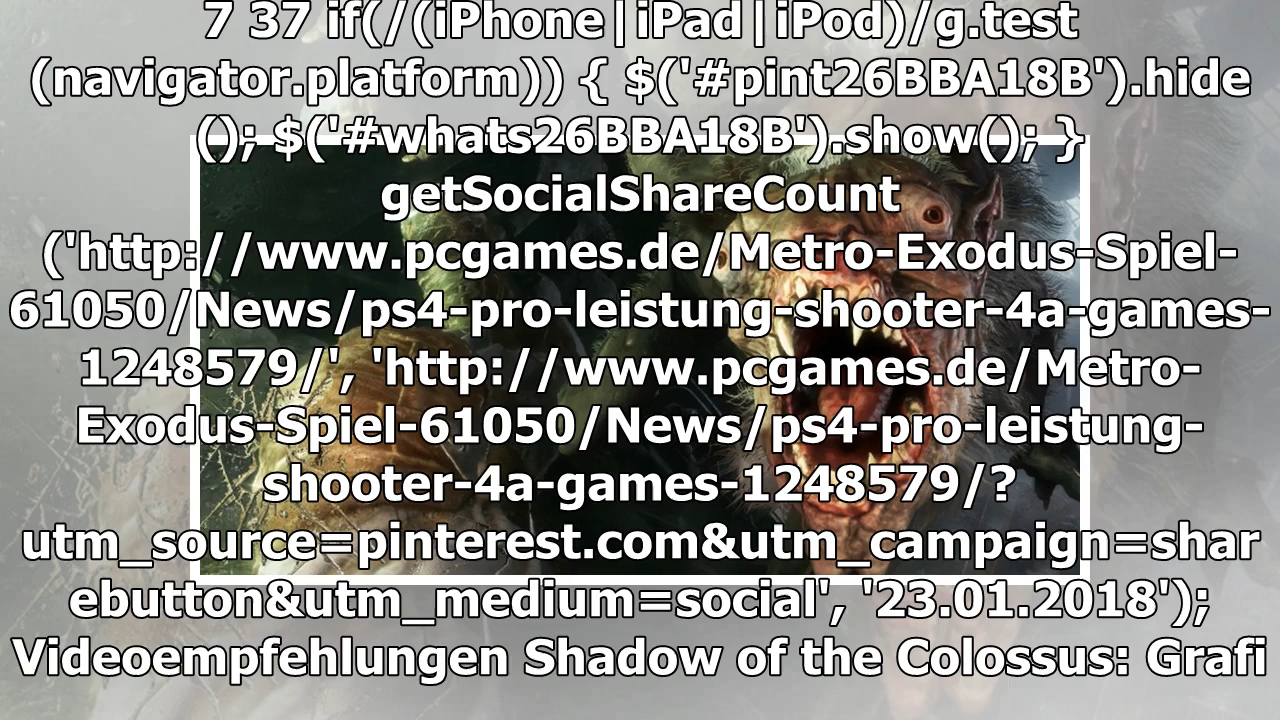 7 37 if(/(iPhone|iPad|iPod)/g.test
(navigator.platform)) { $('#pint26BBA18B').hide
(); $('#whats26BBA18B').show(); }
getSocialShareCount
('http://www.pcgames.de/Metro-Exodus-Spiel-
61050/News/ps4-pro-leistung-shooter-4a-games-
1248579/', 'http://www.pcgames.de/Metro-
Exodus-Spiel-61050/News/ps4-pro-leistung-
shooter-4a-games-1248579/?
utm_source=pinterest.com&utm_campaign=shar
ebutton&utm_medium=social', '23.01.2018');
Videoempfehlungen Shadow of the Colossus: Grafi